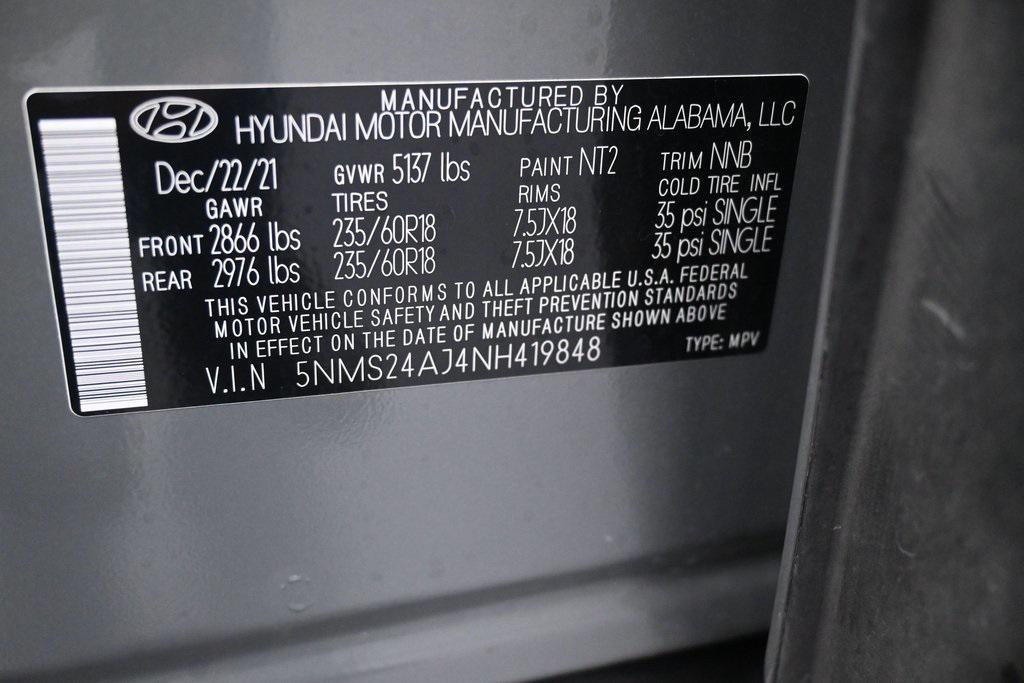 MANUFACTURED BY
HYUNDAI MOTOR MANUFACTURING ALABAMA, LLC
Dec/22/21 GVWR 5137 lbs PAINT NT2 TRIM NNB
GAWR TIRES RIMS COLD TIRE INFL
FRONT 2866 lbs 235/60R18 7.5JX18 35 psi SINGLE
REAR 2976 lbs 235/60R18 7.5JX18 35 psi SINGLE
THIS VEHICLE CONFORMS TO ALL APPLICABLE U.S.A. FEDERAL
MOTOR VEHICLE SAFETY AND THEFT PREVENTION STANDARDS
IN EFFECT ON THE DATE OF MANUFACTURE SHOWN ABOVE
V.I.N 5NMS24AJ4NH419848 TYPE: MPV